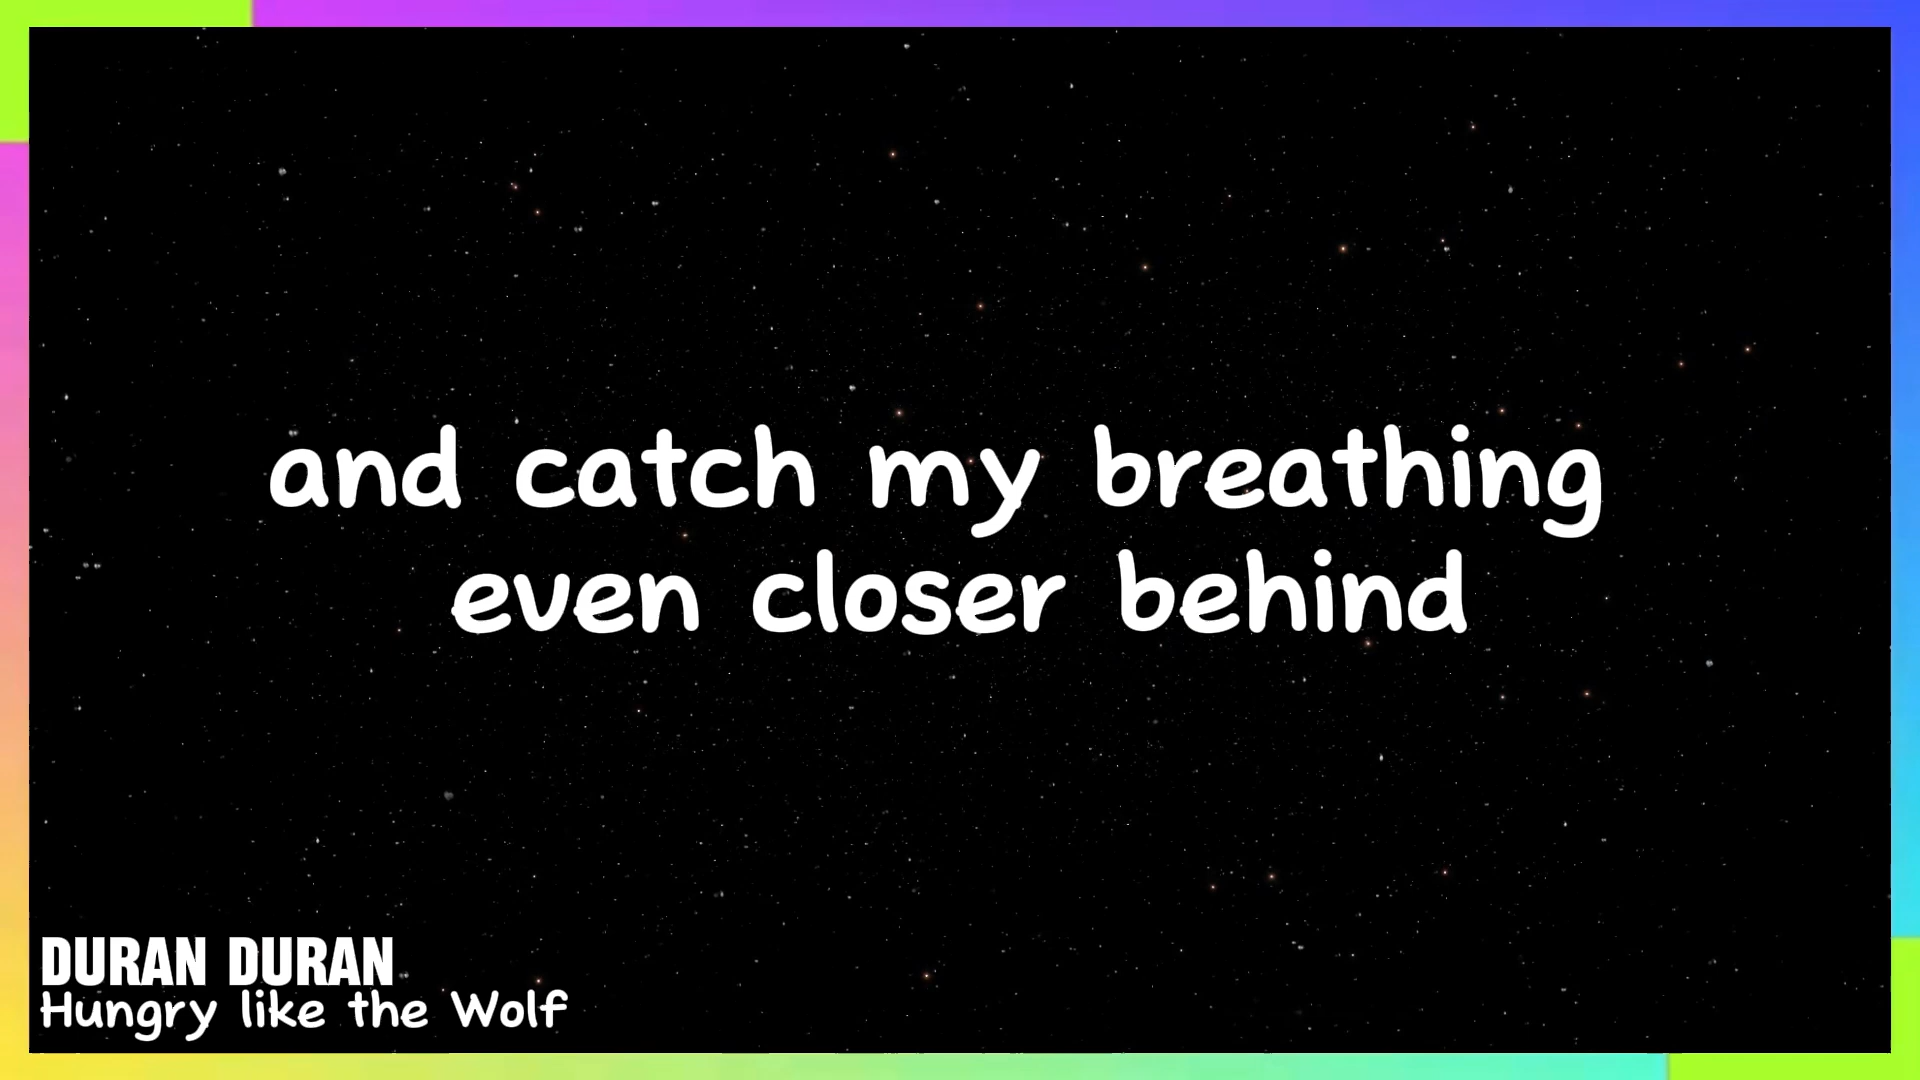 and catch my breathing
even closer behind
DURAN DURAN
Hungry like the Wolf